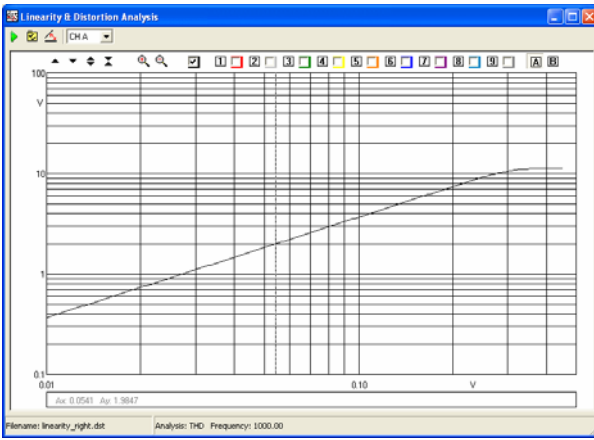 Linearity & Distortion Analysis
CH A
1 2 3 4 5 6 7 8 9 A B
100
V
10
1
0.1
0.01 0.10 V
Ax: 0.0541 Ay: 1.9847
Filename: linearity_right.dst Analysis: THD Frequency: 1000.00